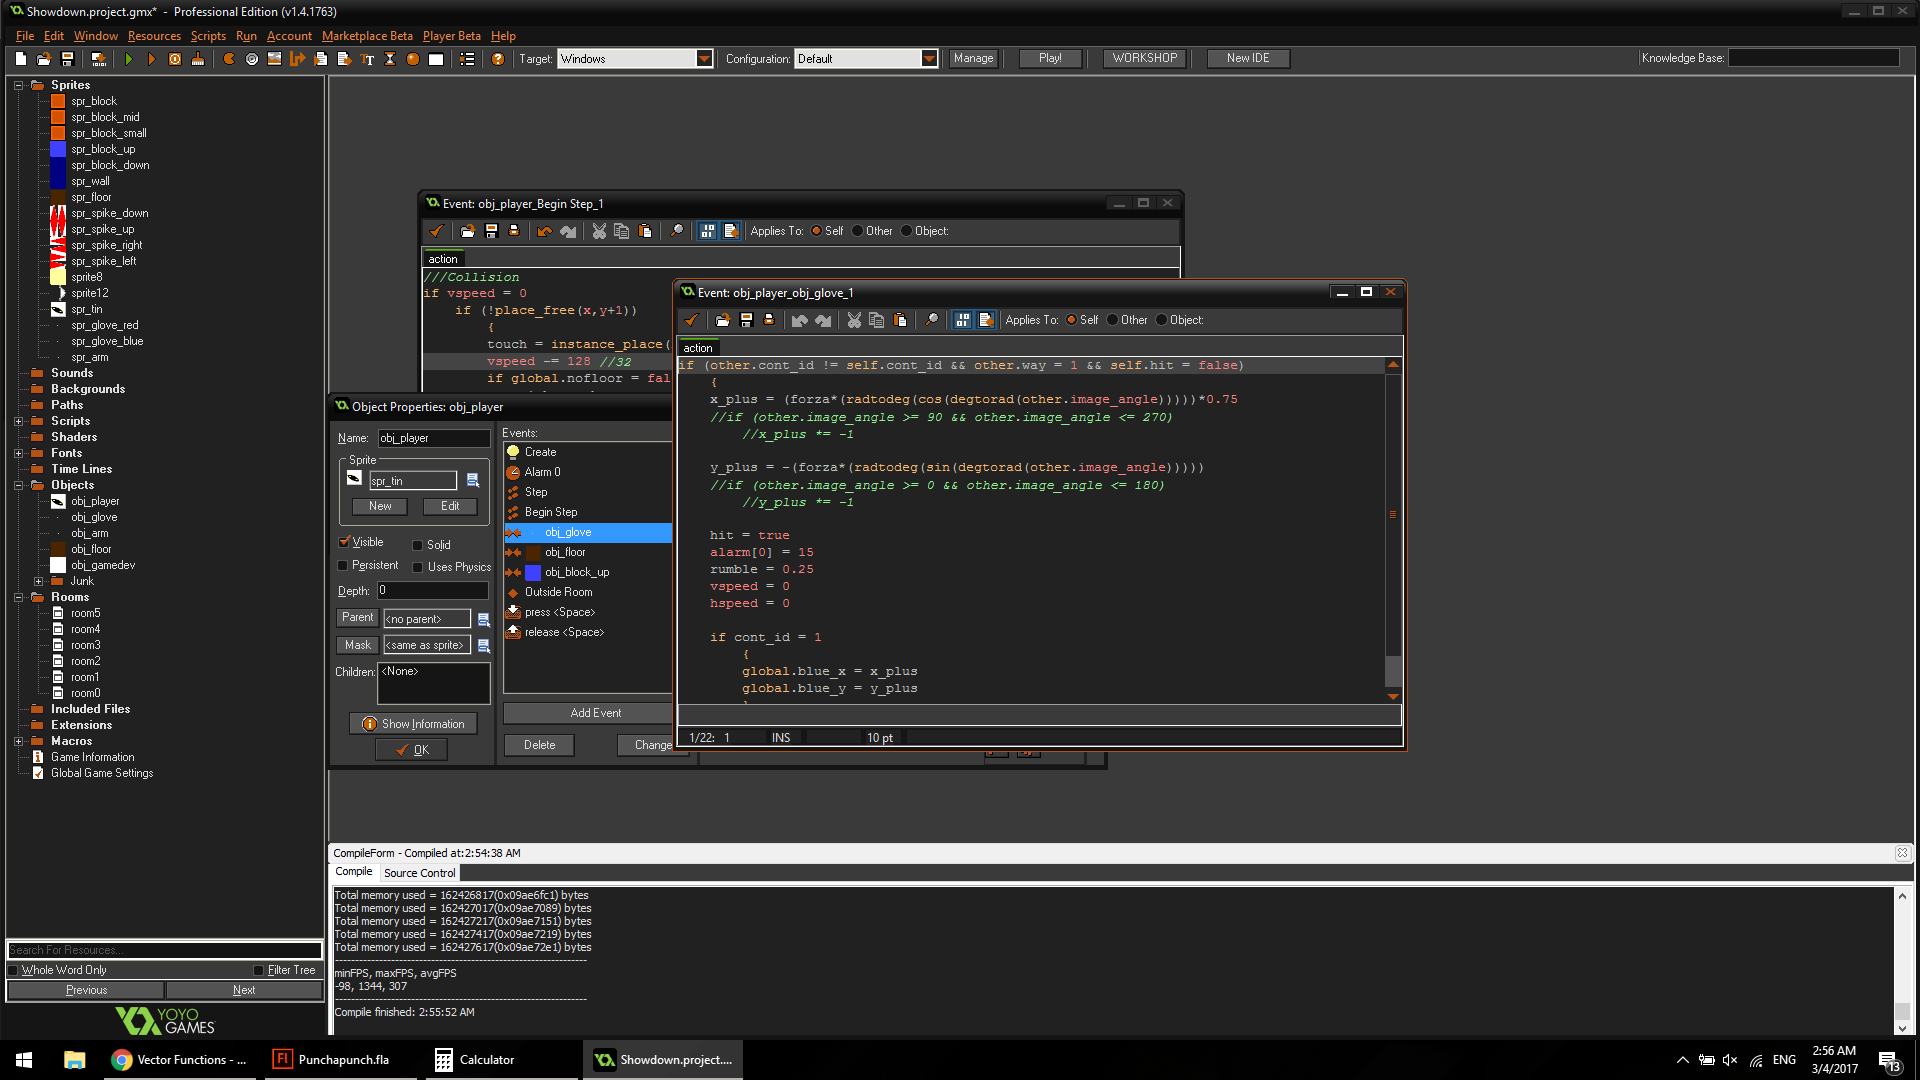 Showdown.project.gmx* - Professional Edition (v1.4.1763)
File Edit Window Resources Scripts Run Account Marketplace Beta Player Beta Help
Target: Windows Configuration: Default Manage Play! WORKSHOP New IDE Knowledge Base:
Sprites
spr_block
spr_block_mid
spr_block_small
spr_block_up
spr_block_down
spr_wall
spr_floor
spr_spike_down
spr_spike_up
spr_spike_right
spr_spike_left
sprite8
sprite12
spr_tin
spr_glove_red
spr_glove_blue
spr_arm
Sounds
Backgrounds
Paths
Scripts
Shaders
Fonts
Time Lines
Objects
obj_player
obj_glove
obj_arm
obj_floor
obj_gamedev
Junk
Rooms
room5
room4
room3
room2
room1
room0
Included Files
Extensions
Macros
Game Information
Global Game Settings
Search For Resources...
Whole Word Only Filter Tree
Previous Next
YOYO
GAMES
Event: obj_player_Begin Step_1
Applies To: Self Other Object:
action
///Collision
if vspeed = 0
if (!place_free(x,y+1))
{
touch = instance_place(
vspeed -= 128 //32
if global.nofloor = fal
Object Properties: obj_player
Name: obj_player
Sprite
spr_tin
New Edit
Visible Solid
Persistent Uses Physics
Depth: 0
Parent <no parent>
Mask <same as sprite>
Children: <None>
Show Information
OK
Events:
Create
Alarm 0
Step
Begin Step
obj_glove
obj_floor
obj_block_up
Outside Room
press <Space>
release <Space>
Add Event
Delete Change
Event: obj_player_obj_glove_1
Applies To: Self Other Object:
action
if (other.cont_id != self.cont_id && other.way = 1 && self.hit = false)
{
x_plus = (forza*(radtodeg(cos(degtorad(other.image_angle)))))*0.75
//if (other.image_angle >= 90 && other.image_angle <= 270)
//x_plus *= -1
y_plus = -(forza*(radtodeg(sin(degtorad(other.image_angle)))))
//if (other.image_angle >= 0 && other.image_angle <= 180)
//y_plus *= -1
hit = true
alarm[0] = 15
rumble = 0.25
vspeed = 0
hspeed = 0
if cont_id = 1
{
global.blue_x = x_plus
global.blue_y = y_plus
1/22: 1 INS 10 pt
CompileForm - Compiled at:2:54:38 AM
Compile Source Control
Total memory used = 162426817(0x09ae6fc1) bytes
Total memory used = 162427017(0x09ae7089) bytes
Total memory used = 162427217(0x09ae7151) bytes
Total memory used = 162427417(0x09ae7219) bytes
Total memory used = 162427617(0x09ae72e1) bytes
minFPS, maxFPS, avgFPS
-98, 1344, 307
Compile finished: 2:55:52 AM
Vector Functions - ... Punchapunch.fla Calculator Showdown.project.... ENG 2:56 AM
3/4/2017 13